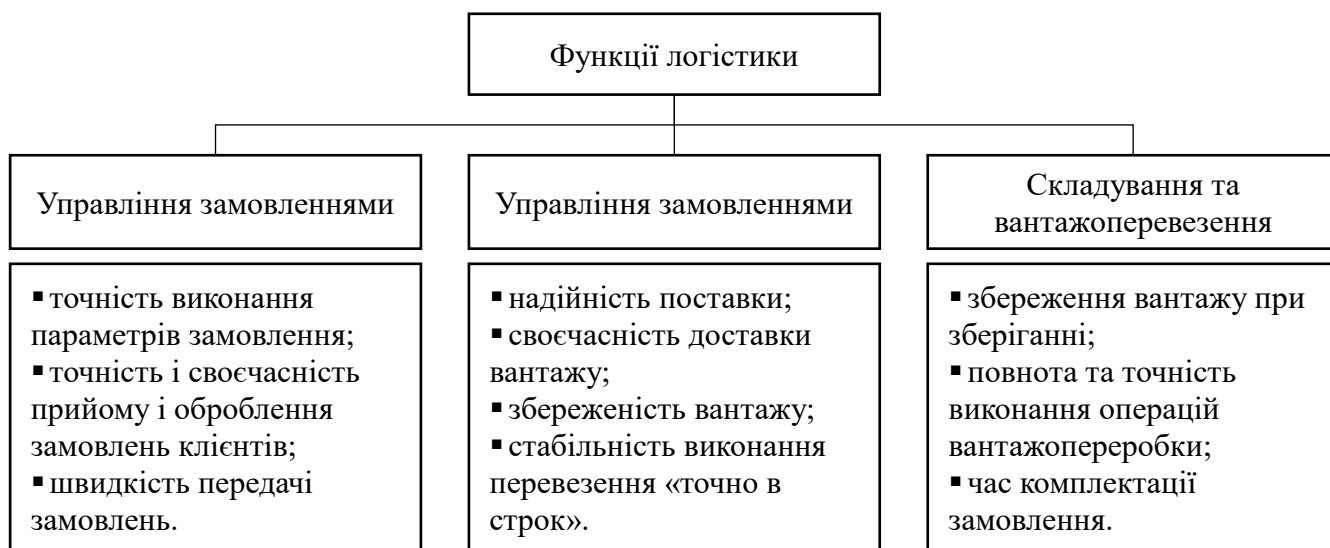 Функції логістики
Управління замовленнями
▪ точність виконання
параметрів замовлення;
▪ точність і своєчасність
прийому і оброблення
замовлень клієнтів;
▪ швидкість передачі
замовлень.
Управління замовленнями
▪ надійність поставки;
▪ своєчасність доставки
вантажу;
▪ збереженість вантажу;
▪ стабільність виконання
перевезення «точно в
строк».
Складування та
вантажоперевезення
▪ збереження вантажу при
зберіганні;
▪ повнота та точність
виконання операцій
вантажопереробки;
▪ час комплектації
замовлення.